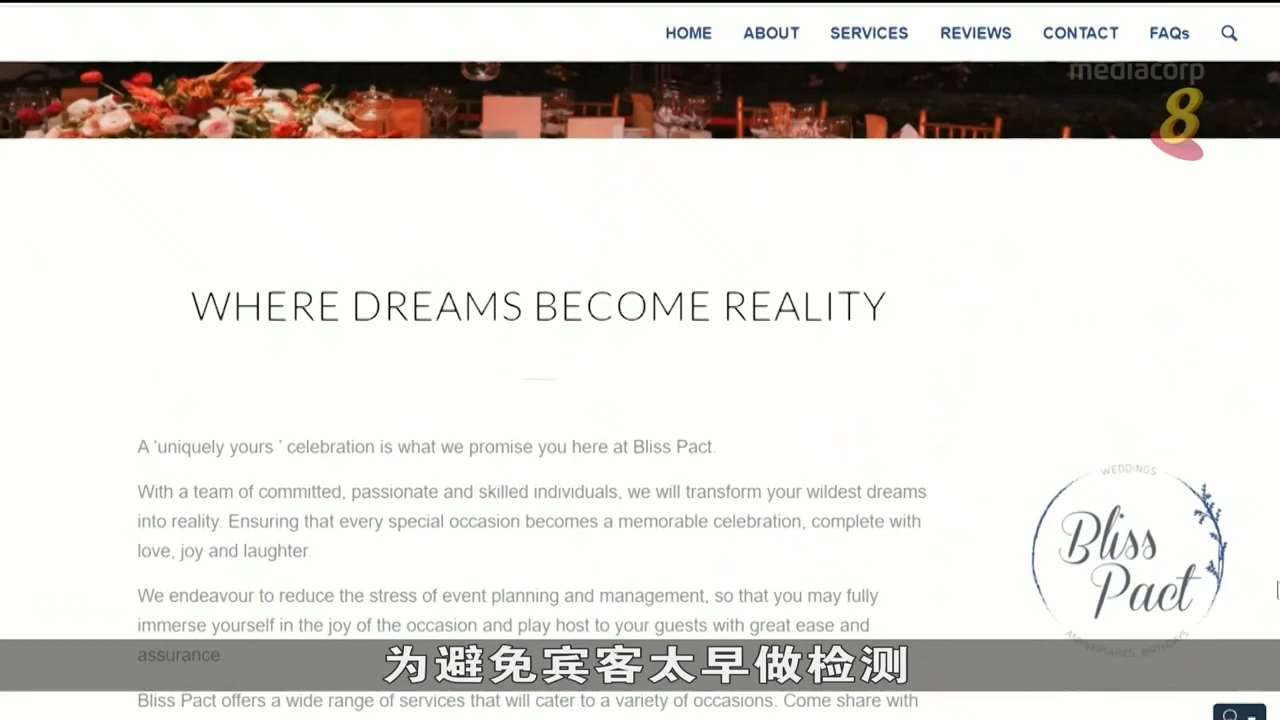 HOME ABOUT SERVICES REVIEWS CONTACT FAQs
mediacorp
8
WHERE DREAMS BECOME REALITY
A 'uniquely yours ' celebration is what we promise you here at Bliss Pact.
With a team of committed, passionate and skilled individuals, we will transform your wildest dreams
into reality. Ensuring that every special occasion becomes a memorable celebration, complete with
love, joy and laughter.
WEDDINGS
Bliss
Pact
ANNIVERSARIES, BIRTHDAYS
We endeavour to reduce the stress of event planning and management, so that you may fully
immerse yourself in the joy of the occasion and play host to your guests with great ease and
assurance
为避免宾客太早做检测
Bliss Pact offers a wide range of services that will cater to a variety of occasions. Come share with